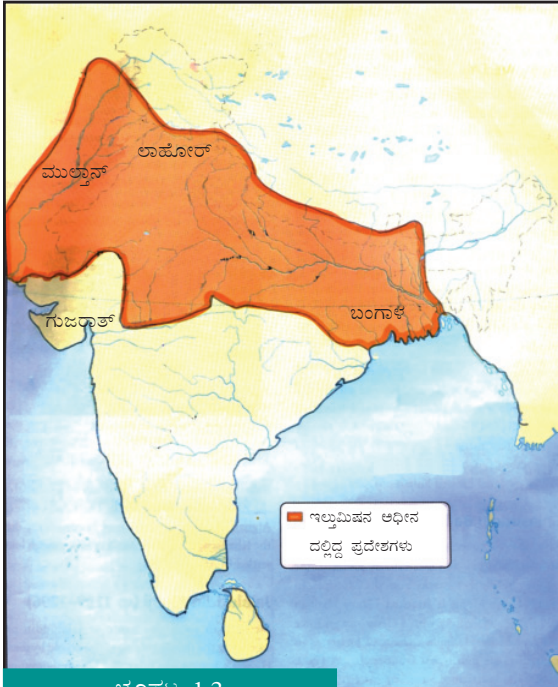 ಲಾಹೋರ್
ಮುಲ್ತಾನ್
ಬಂಗಾಳ
ಗುಜರಾತ್
ಇಲ್ತುಮಿಷನ ಅಧೀನ
ದಲ್ಲಿದ್ದ ಪ್ರದೇಶಗಳು